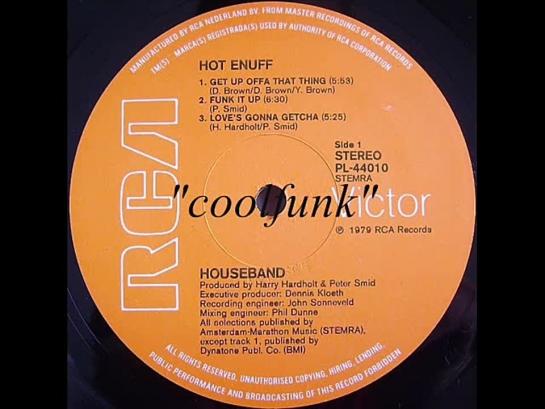 MANUFACTURED BY RCA NEDERLAND BV. FROM MASTER RECORDINGS OF RCA RECORDS
TM(S) MARCA(S) REGISTRADA(S) USED BY AUTHORITY OF RCA CORPORATION
HOT ENUFF
1. GET UP OFFA THAT THING (5:53)
(D. Brown/D. Brown/Y. Brown)
2. FUNK IT UP (6:30)
(P. Smid)
3. LOVE'S GONNA GETCHA (5:25)
(H. Hardholt/P. Smid)
Side 1
STEREO
PL-44010
STEMRA
RCA
"coolfunk"
Victor
℗ 1979 RCA Records
HOUSEBAND
Produced by Harry Hardholt & Peter Smid
Executive producer: Dennis Kloeth
Recording engineer: John Sonneveld
Mixing engineer: Phil Dunne
All selections published by
Amsterdam-Marathon Music (STEMRA),
except track 1, published by
Dynatone Publ. Co. (BMI)
ALL RIGHTS RESERVED, UNAUTHORISED COPYING, HIRING, LENDING,
PUBLIC PERFORMANCE AND BROADCASTING OF THIS RECORD FORBIDDEN